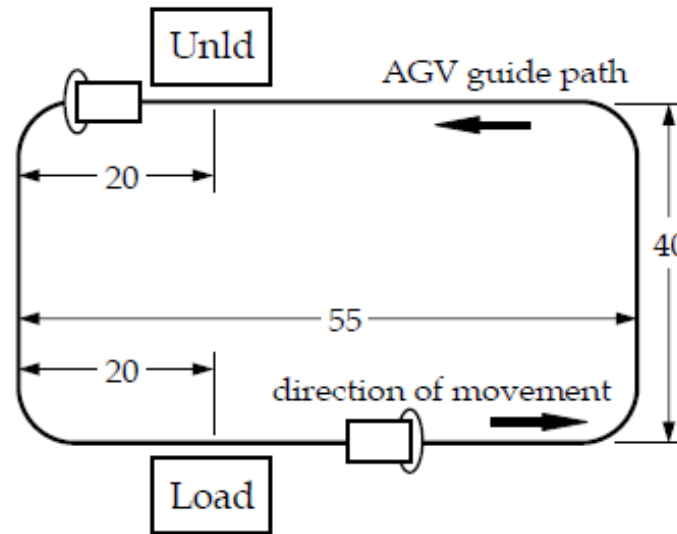 Unld
AGV guide path
20
40
55
20
direction of movement
Load